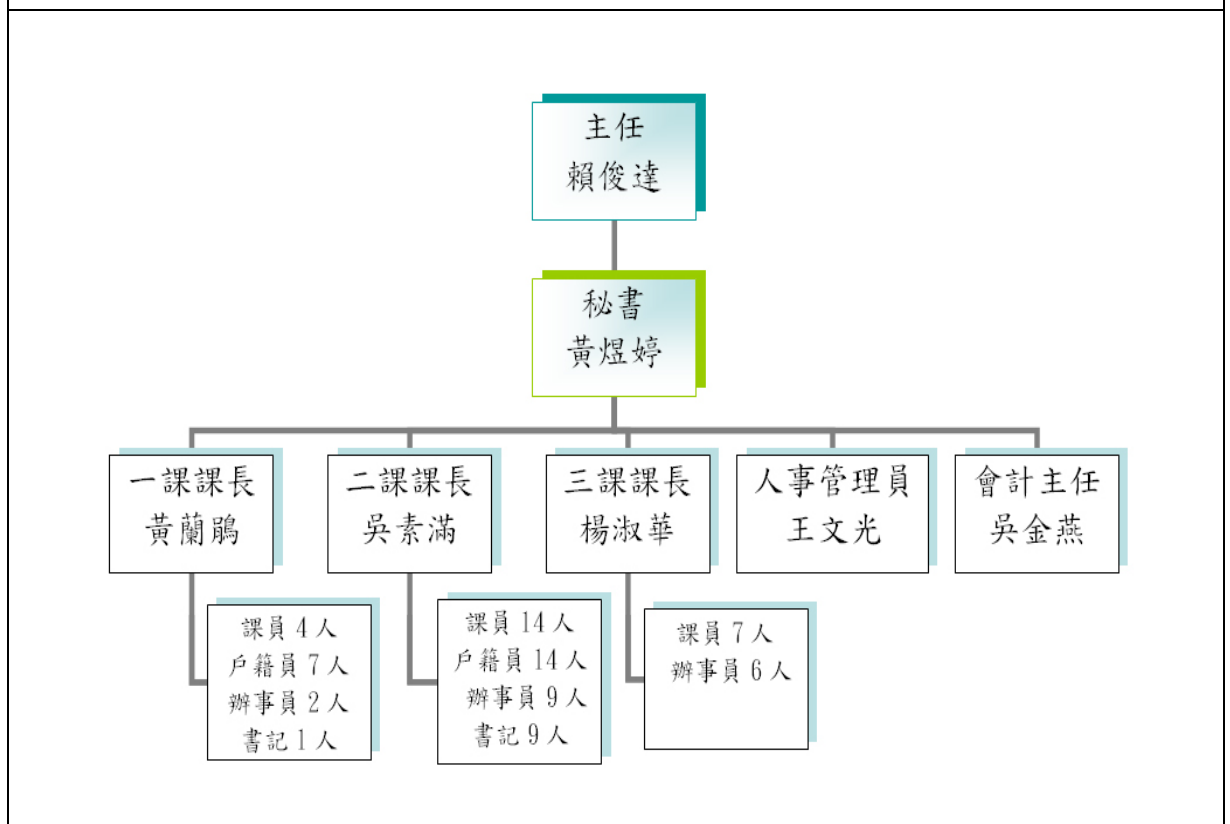 主任
賴俊達
秘書
黃煜婷
一課課長
黃蘭鵑
二課課長
吳素滿
三課課長
楊淑華
人事管理員
王文光
會計主任
吳金燕
課員 4 人
戶籍員 7 人
辦事員 2 人
書記 1 人
課員 14 人
戶籍員 14 人
辦事員 9 人
書記 9 人
課員 7 人
辦事員 6 人